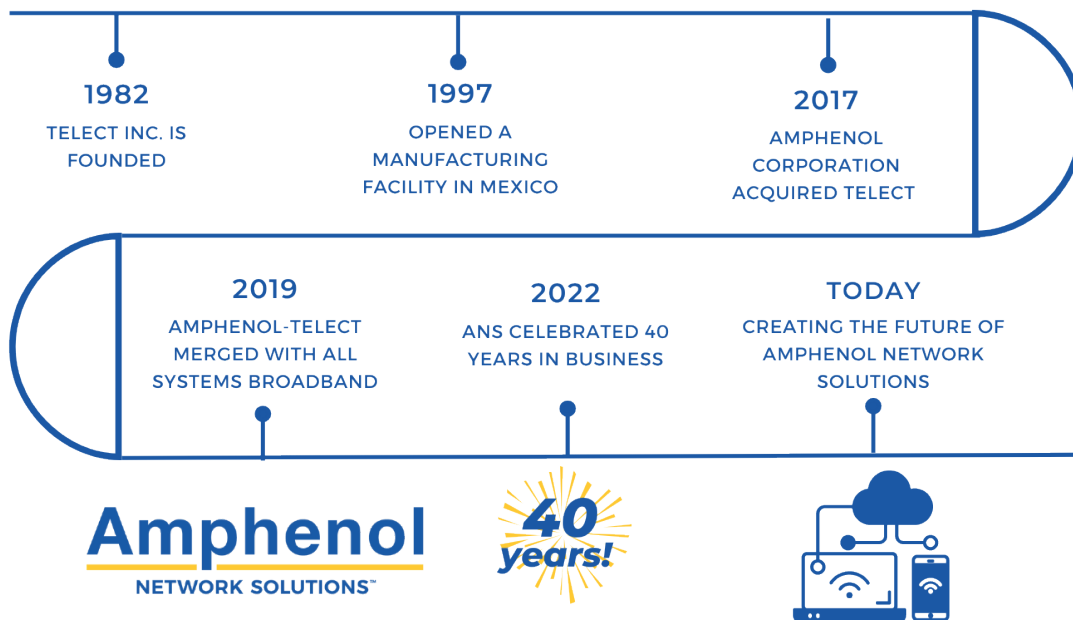 1982
TELECT INC. IS
FOUNDED
1997
OPENED A
MANUFACTURING
FACILITY IN MEXICO
2017
AMPHENOL
CORPORATION
ACQUIRED TELECT
2019
AMPHENOL-TELECT
MERGED WITH ALL
SYSTEMS BROADBAND
2022
ANS CELEBRATED 40
YEARS IN BUSINESS
TODAY
CREATING THE FUTURE OF
AMPHENOL NETWORK
SOLUTIONS
Amphenol
NETWORK SOLUTIONS™
40
years!